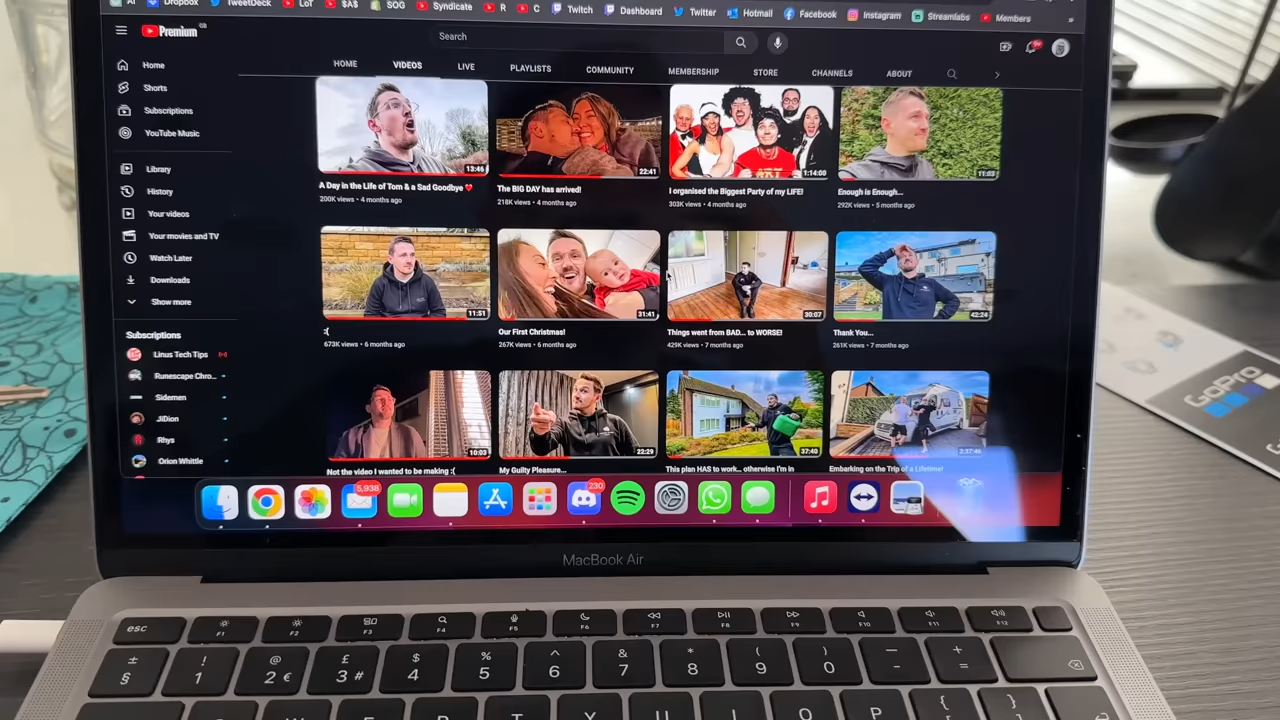 AI Dropbox TweetDeck LoT $A$ SOG Syndicate R C Twitch Dashboard Twitter Hotmail Facebook Instagram Streamlabs Members »
Premium GB
Search
9+
HOME VIDEOS LIVE PLAYLISTS COMMUNITY MEMBERSHIP STORE CHANNELS ABOUT
Home
Shorts
Subscriptions
YouTube Music
Library
History
Your videos
Your movies and TV
Watch Later
Downloads
Show more
Subscriptions
Linus Tech Tips
Runescape Chro...
Sidemen
JiDion
Rhys
Orion Whittle
13:46
A Day in the Life of Tom & a Sad Goodbye ❤️
200K views • 4 months ago
22:41
The BIG DAY has arrived!
218K views • 4 months ago
1:14:00
I organised the Biggest Party of my LIFE!
303K views • 4 months ago
11:03
Enough is Enough...
292K views • 5 months ago
11:51
:(
673K views • 6 months ago
31:41
Our First Christmas!
267K views • 6 months ago
30:07
Things went from BAD... to WORSE!
429K views • 7 months ago
42:24
Thank You...
261K views • 7 months ago
10:03
Not the video I wanted to be making :(
22:29
My Guilty Pleasure...
37:40
This plan HAS to work... otherwise I'm in
2:37:46
Embarking on the Trip of a Lifetime!
5,938
230
MacBook Air
GoPro
esc F1 F2 F3 F4 F5 F6 F7 F8 F9 F10 F11 F12
± ! @ £ $ % ^ & * ( ) — +
§ 1 2 € 3 # 4 5 6 7 8 9 0 - =
W E R T Y U I O P { }